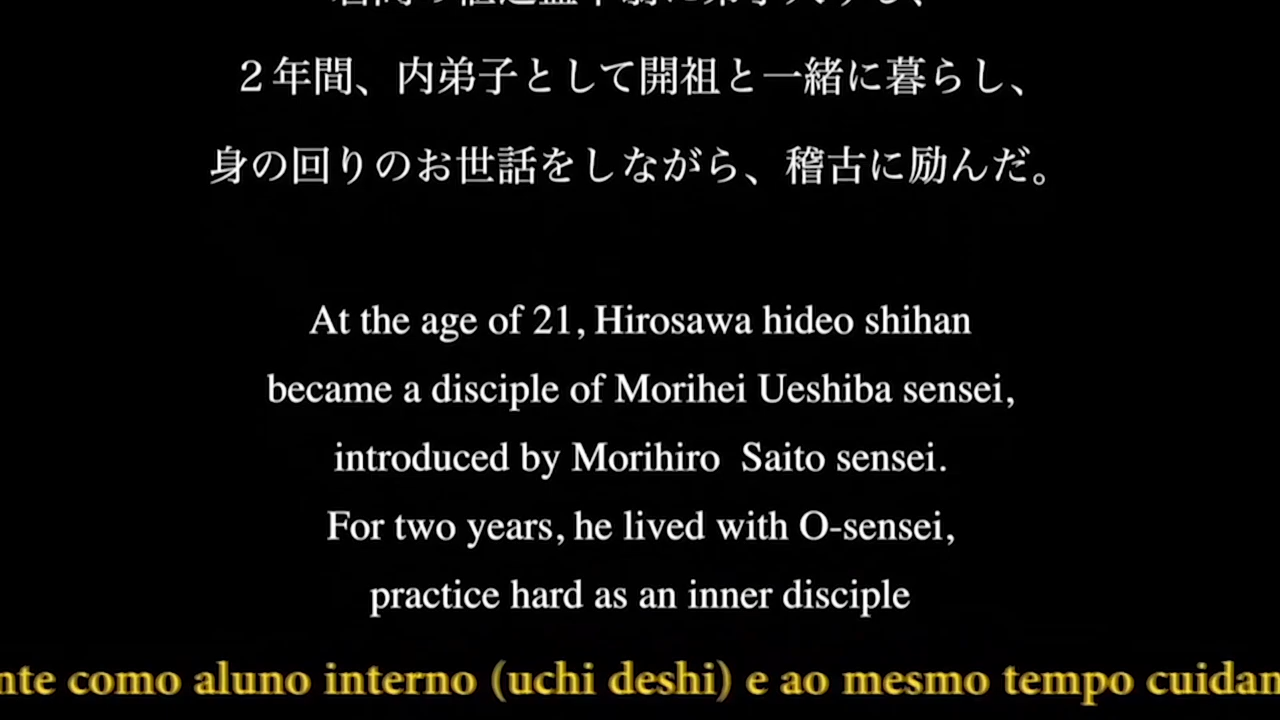 ２年間、内弟子として開祖と一緒に暮らし、
身の回りのお世話をしながら、稽古に励んだ。
At the age of 21, Hirosawa hideo shihan
became a disciple of Morihei Ueshiba sensei,
introduced by Morihiro  Saito sensei.
For two years, he lived with O-sensei,
practice hard as an inner disciple
nte como aluno interno (uchi deshi) e ao mesmo tempo cuidan